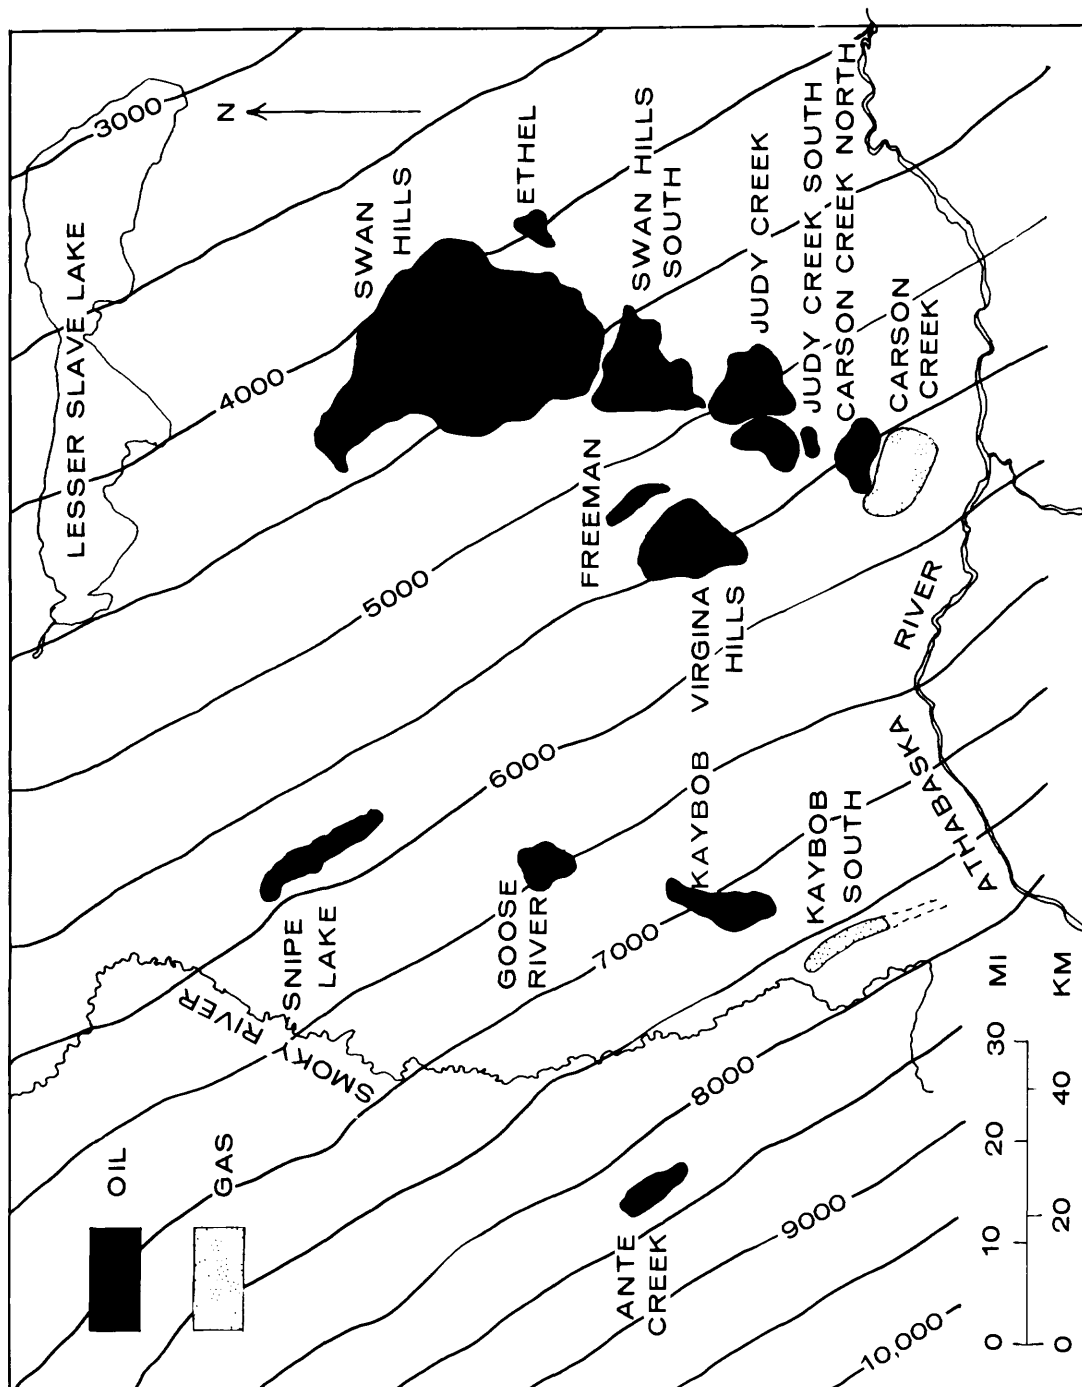 OIL
GAS
SMOKY RIVER
SNIPE
LAKE
LESSER SLAVE LAKE
N
3000
4000
5000
6000
7000
8000
9000
10,000
SWAN
HILLS
ETHEL
SWAN HILLS
SOUTH
JUDY CREEK
JUDY CREEK SOUTH
CARSON CREEK NORTH
CARSON
CREEK
FREEMAN
VIRGINA
HILLS
GOOSE
RIVER
KAYBOB
KAYBOB
SOUTH
ANTE
CREEK
ATHABASKA RIVER
0 10 20 30 MI
0 20 40 KM